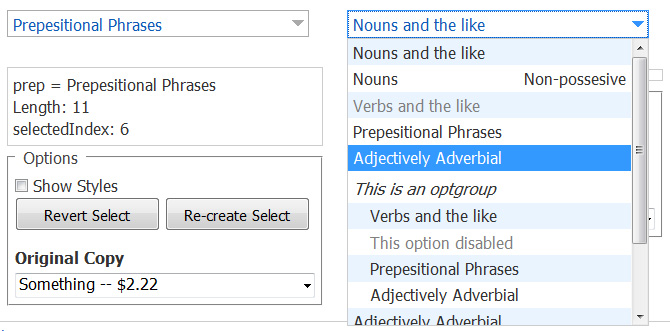 Prepesitional Phrases
prep = Prepesitional Phrases
Length: 11
selectedIndex: 6
Options
Show Styles
Revert Select
Re-create Select
Original Copy
Something -- $2.22
Nouns and the like
Nouns and the like
Nouns Non-possesive
Verbs and the like
Prepesitional Phrases
Adjectively Adverbial
This is an optgroup
Verbs and the like
This option disabled
Prepesitional Phrases
Adjectively Adverbial
Adjectively Adverbial